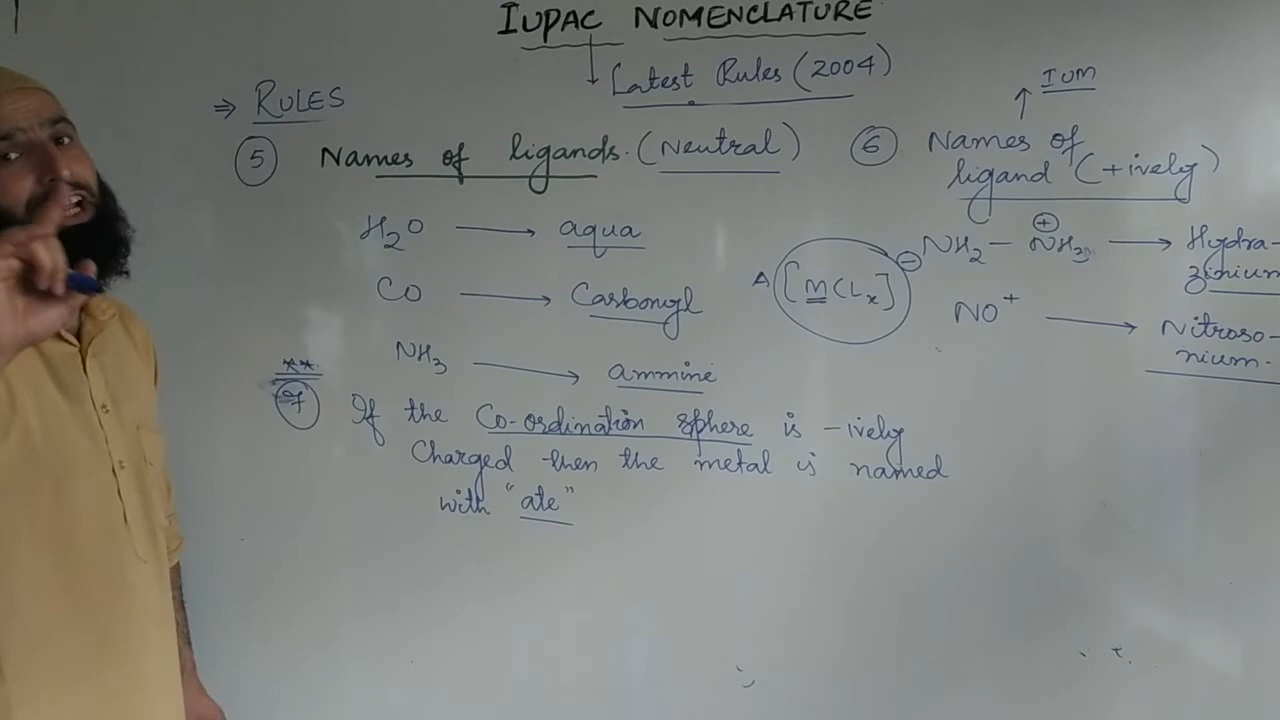 IUPAC NOMENCLATURE
Latest Rules (2004)
⇒ RULES
5 Names of ligands. (Neutral)
H₂O → aqua
CO → Carbonyl
NH₃ → ammine
** 7 If the Co-ordination sphere is -ively
Charged then the metal is named
with "ate"
IUM
6 Names of
ligand (+ively)
A [MCLx]⊖
NH₂ - ⊕NH₃ → Hydra-
zinium
NO⁺ → Nitroso-
nium.